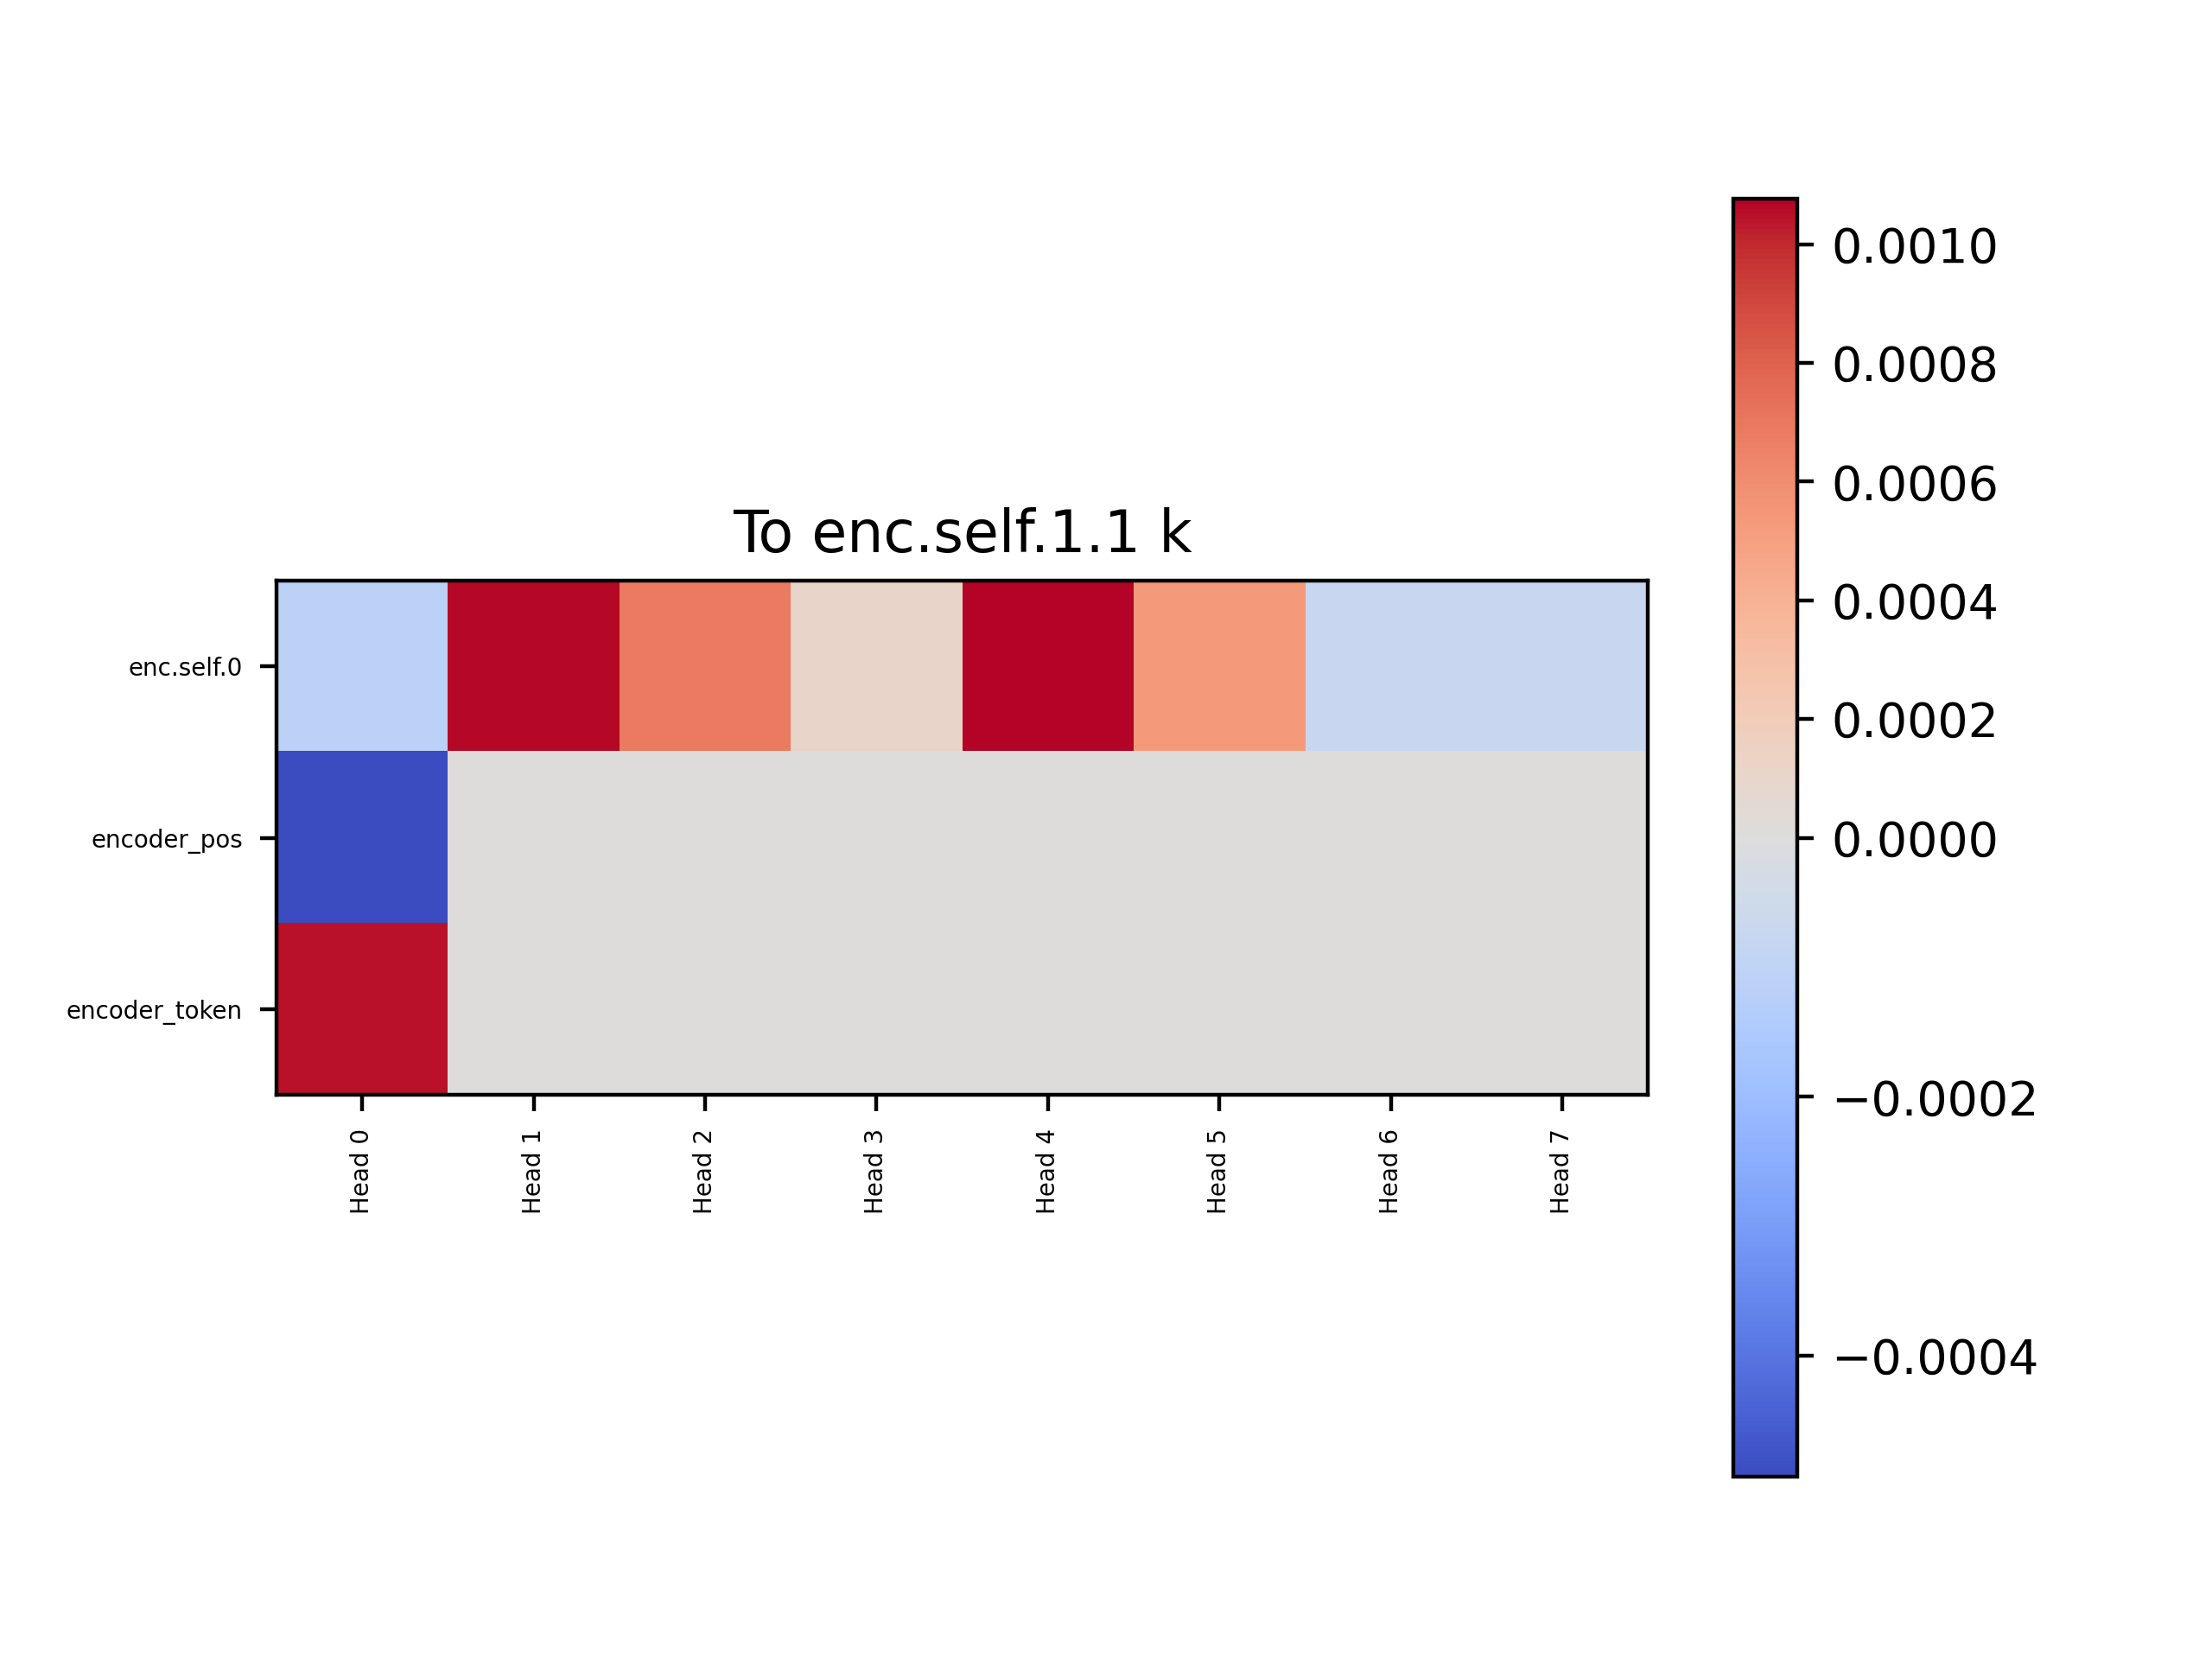 To enc.self.1.1 k
enc.self.0
encoder_pos
encoder_token
Head 0
Head 1
Head 2
Head 3
Head 4
Head 5
Head 6
Head 7
0.0010
0.0008
0.0006
0.0004
0.0002
0.0000
−0.0002
−0.0004